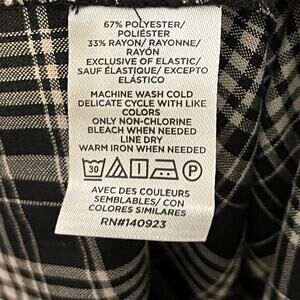 67% POLYESTER/
POLIÉSTER
33% RAYON/ RAYONNE/
RAYÓN
EXCLUSIVE OF ELASTIC/
SAUF ÉLASTIQUE/ EXCEPTO
ELÁSTICO
MACHINE WASH COLD
DELICATE CYCLE WITH LIKE
COLORS
ONLY NON-CHLORINE
BLEACH WHEN NEEDED
LINE DRY
WARM IRON WHEN NEEDED
30 P
AVEC DES COULEURS
SEMBLABLES/ CON
COLORES SIMILARES
RN#140923